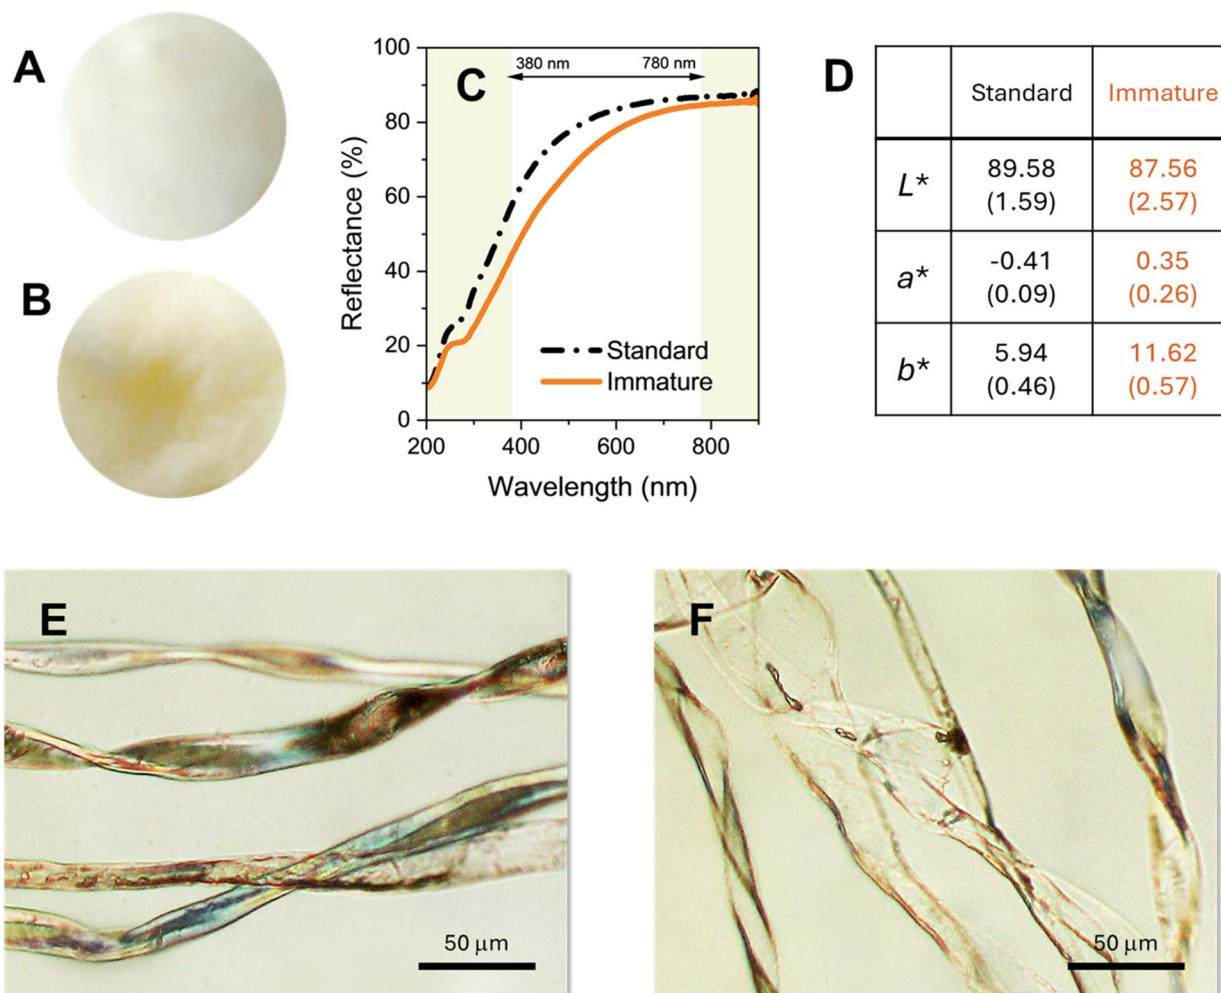 A
B
C
380 nm
780 nm
100
80
60
40
20
0
Reflectance (%)
Standard
Immature
200
400
600
800
Wavelength (nm)
D
Standard
Immature
L*
89.58
(1.59)
87.56
(2.57)
a*
-0.41
(0.09)
0.35
(0.26)
b*
5.94
(0.46)
11.62
(0.57)
E
50 μm
F
50 μm